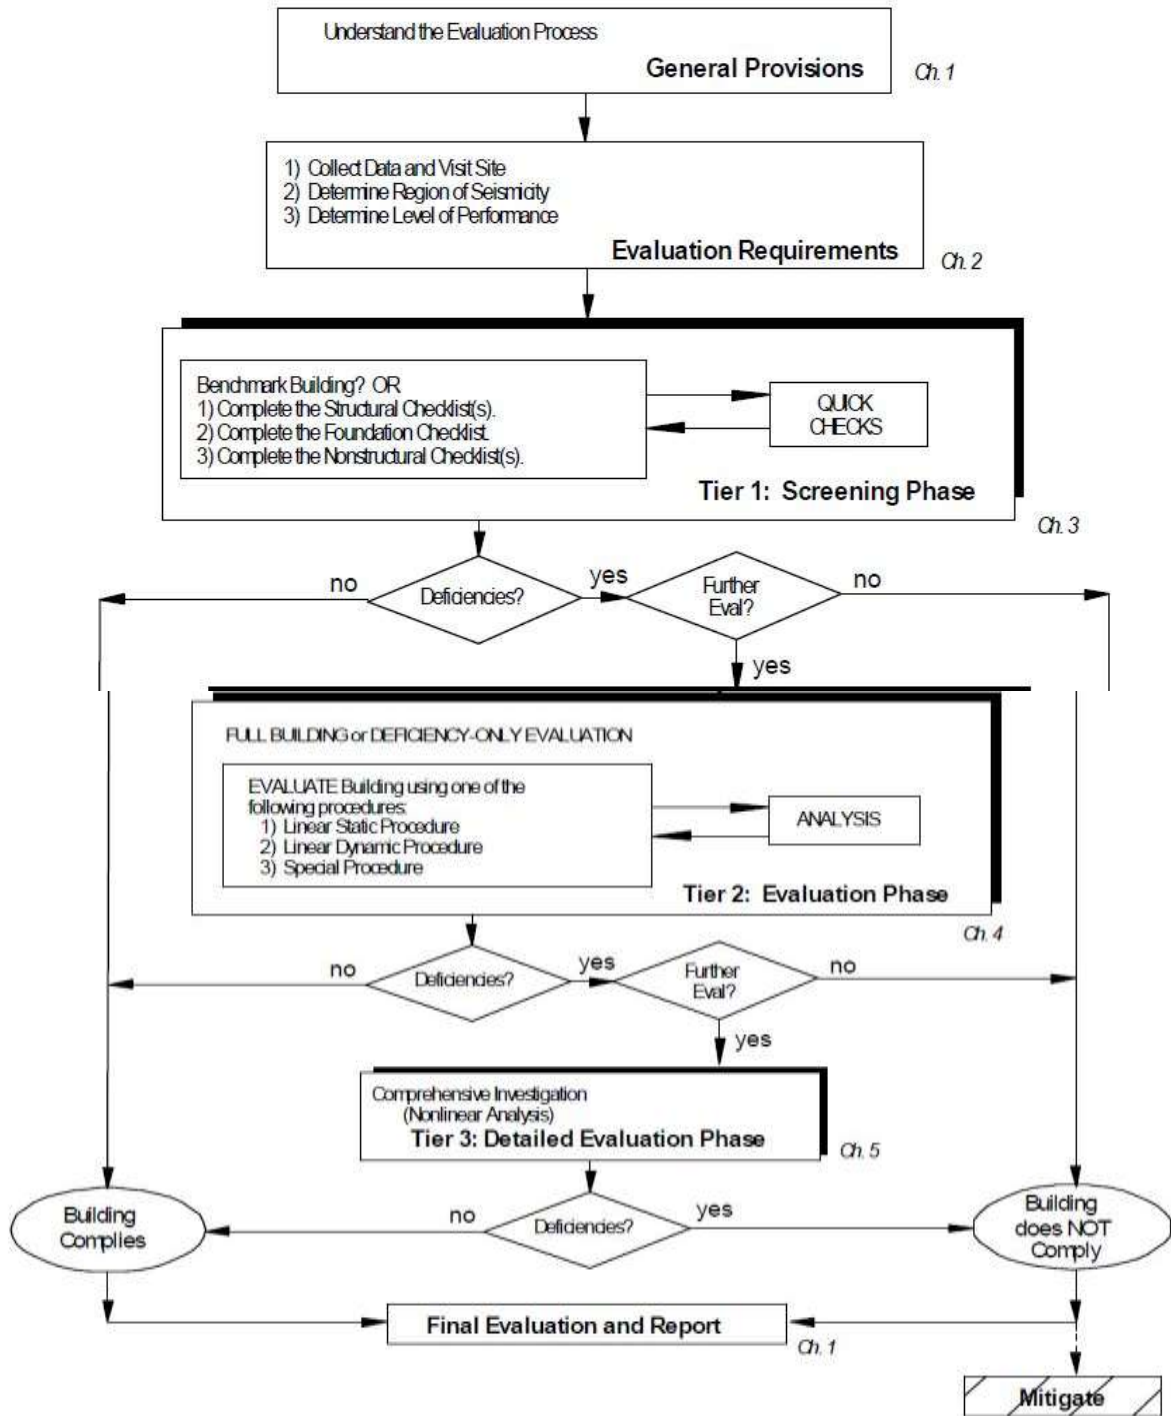 Understand the Evaluation Process
General Provisions
Ch. 1
1) Collect Data and Visit Site
2) Determine Region of Seismicity
3) Determine Level of Performance
Evaluation Requirements
Ch. 2
Benchmark Building? OR
1) Complete the Structural Checklist(s).
2) Complete the Foundation Checklist.
3) Complete the Nonstructural Checklist(s).
QUICK
CHECKS
Tier 1: Screening Phase
Ch. 3
no
Deficiencies?
yes
Further
Eval?
no
yes
FULL BUILDING or DEFICIENCY-ONLY EVALUATION
EVALUATE Building using one of the
following procedures:
1) Linear Static Procedure
2) Linear Dynamic Procedure
3) Special Procedure
ANALYSIS
Tier 2: Evaluation Phase
Ch. 4
no
Deficiencies?
yes
Further
Eval?
no
yes
Comprehensive Investigation
(Nonlinear Analysis)
Tier 3: Detailed Evaluation Phase
Ch. 5
Building
Complies
no
Deficiencies?
yes
Building
does NOT
Comply
Final Evaluation and Report
Ch. 1
Mitigate